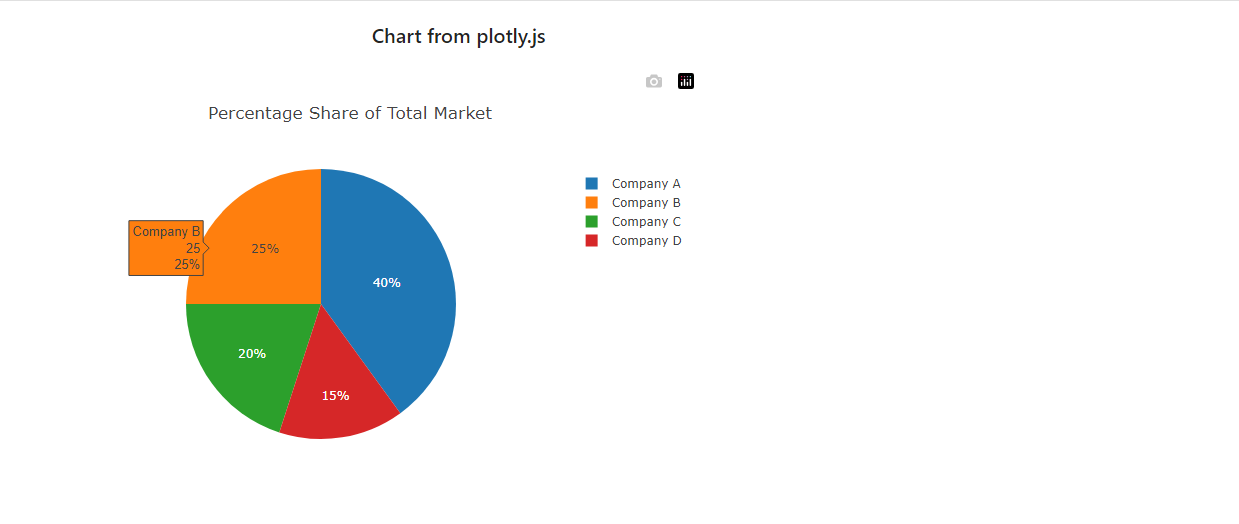 Chart from plotly.js
Percentage Share of Total Market
Company A
Company B
Company C
Company D
Company B
25
25%
25%
40%
20%
15%